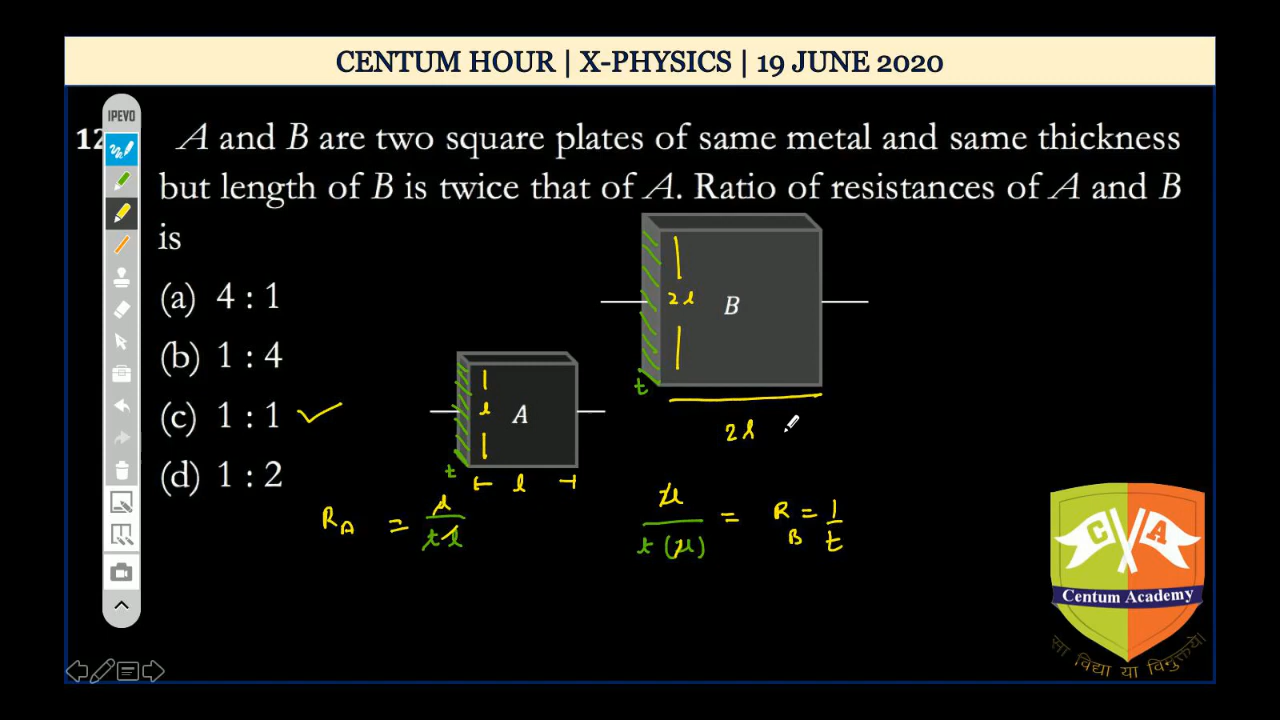 CENTUM HOUR | X-PHYSICS | 19 JUNE 2020
IPEVO
12
A and B are two square plates of same metal and same thickness
but length of B is twice that of A. Ratio of resistances of A and B
is
(a) 4 : 1
(b) 1 : 4
(c) 1 : 1
(d) 1 : 2
2l
B
t
2l
l
A
t
l
R_A = l / tl
2l / t (2l) = R_B = 1 / t
C A
Centum Academy
सा विद्या या विमुक्तये।